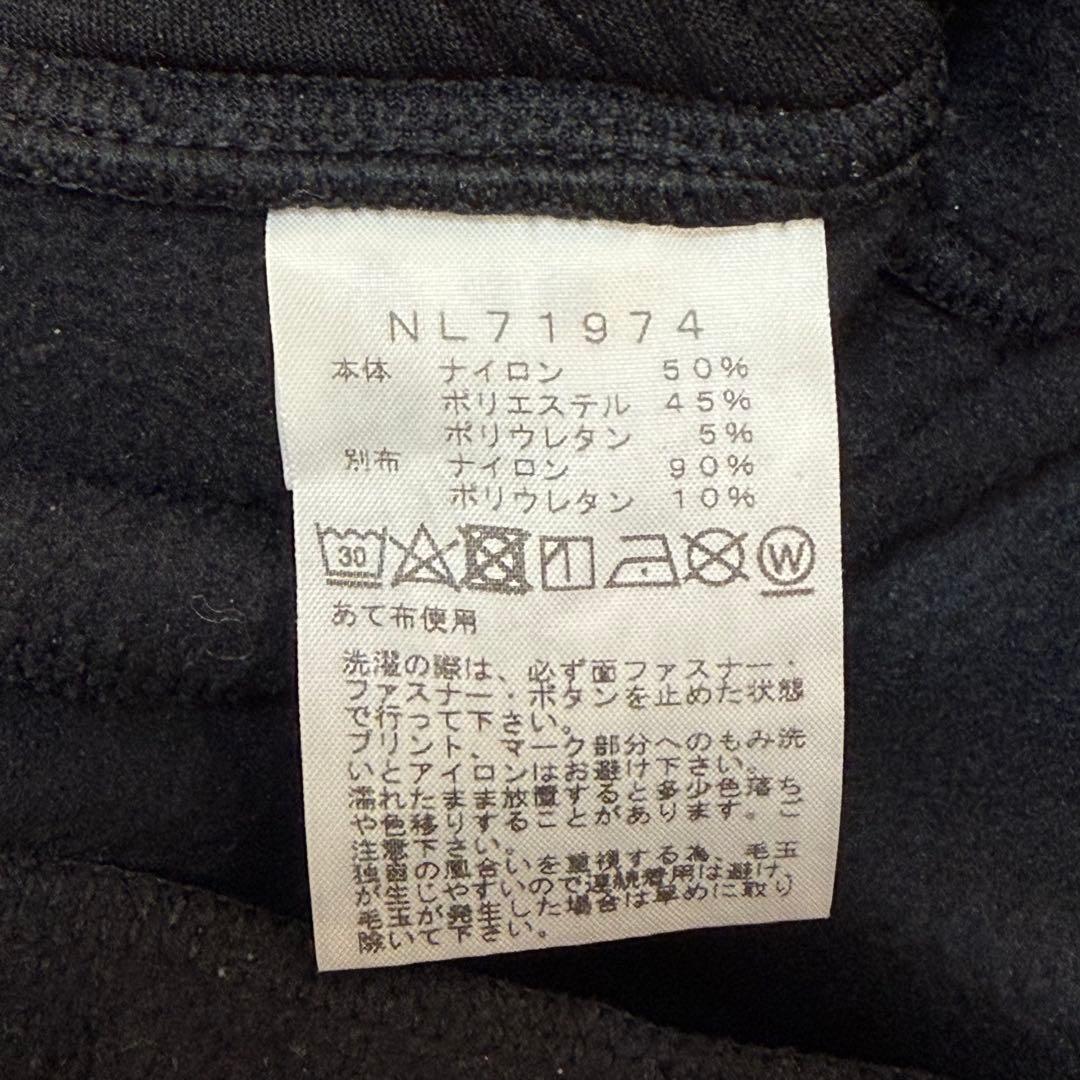 NL71974
本体 ナイロン 50%
ポリエステル 45%
ポリウレタン 5%
別布 ナイロン 90%
ポリウレタン 10%
30 W
あて布使用
洗濯の際は、必ず面ファスナー・
ファスナー・ボタンを止めた状態
で行って下さい。
プリント、マーク部分へのもみ洗
いとアイロンはお避け下さい。
濡れたまま放置すると多少色落ち
や色移りすることがあります。ご
注意下さい。
独自の風合いを重視する為、毛玉
が生じやすいので連続着用は避け、
毛玉が発生した場合は早めに取り
除いて下さい。